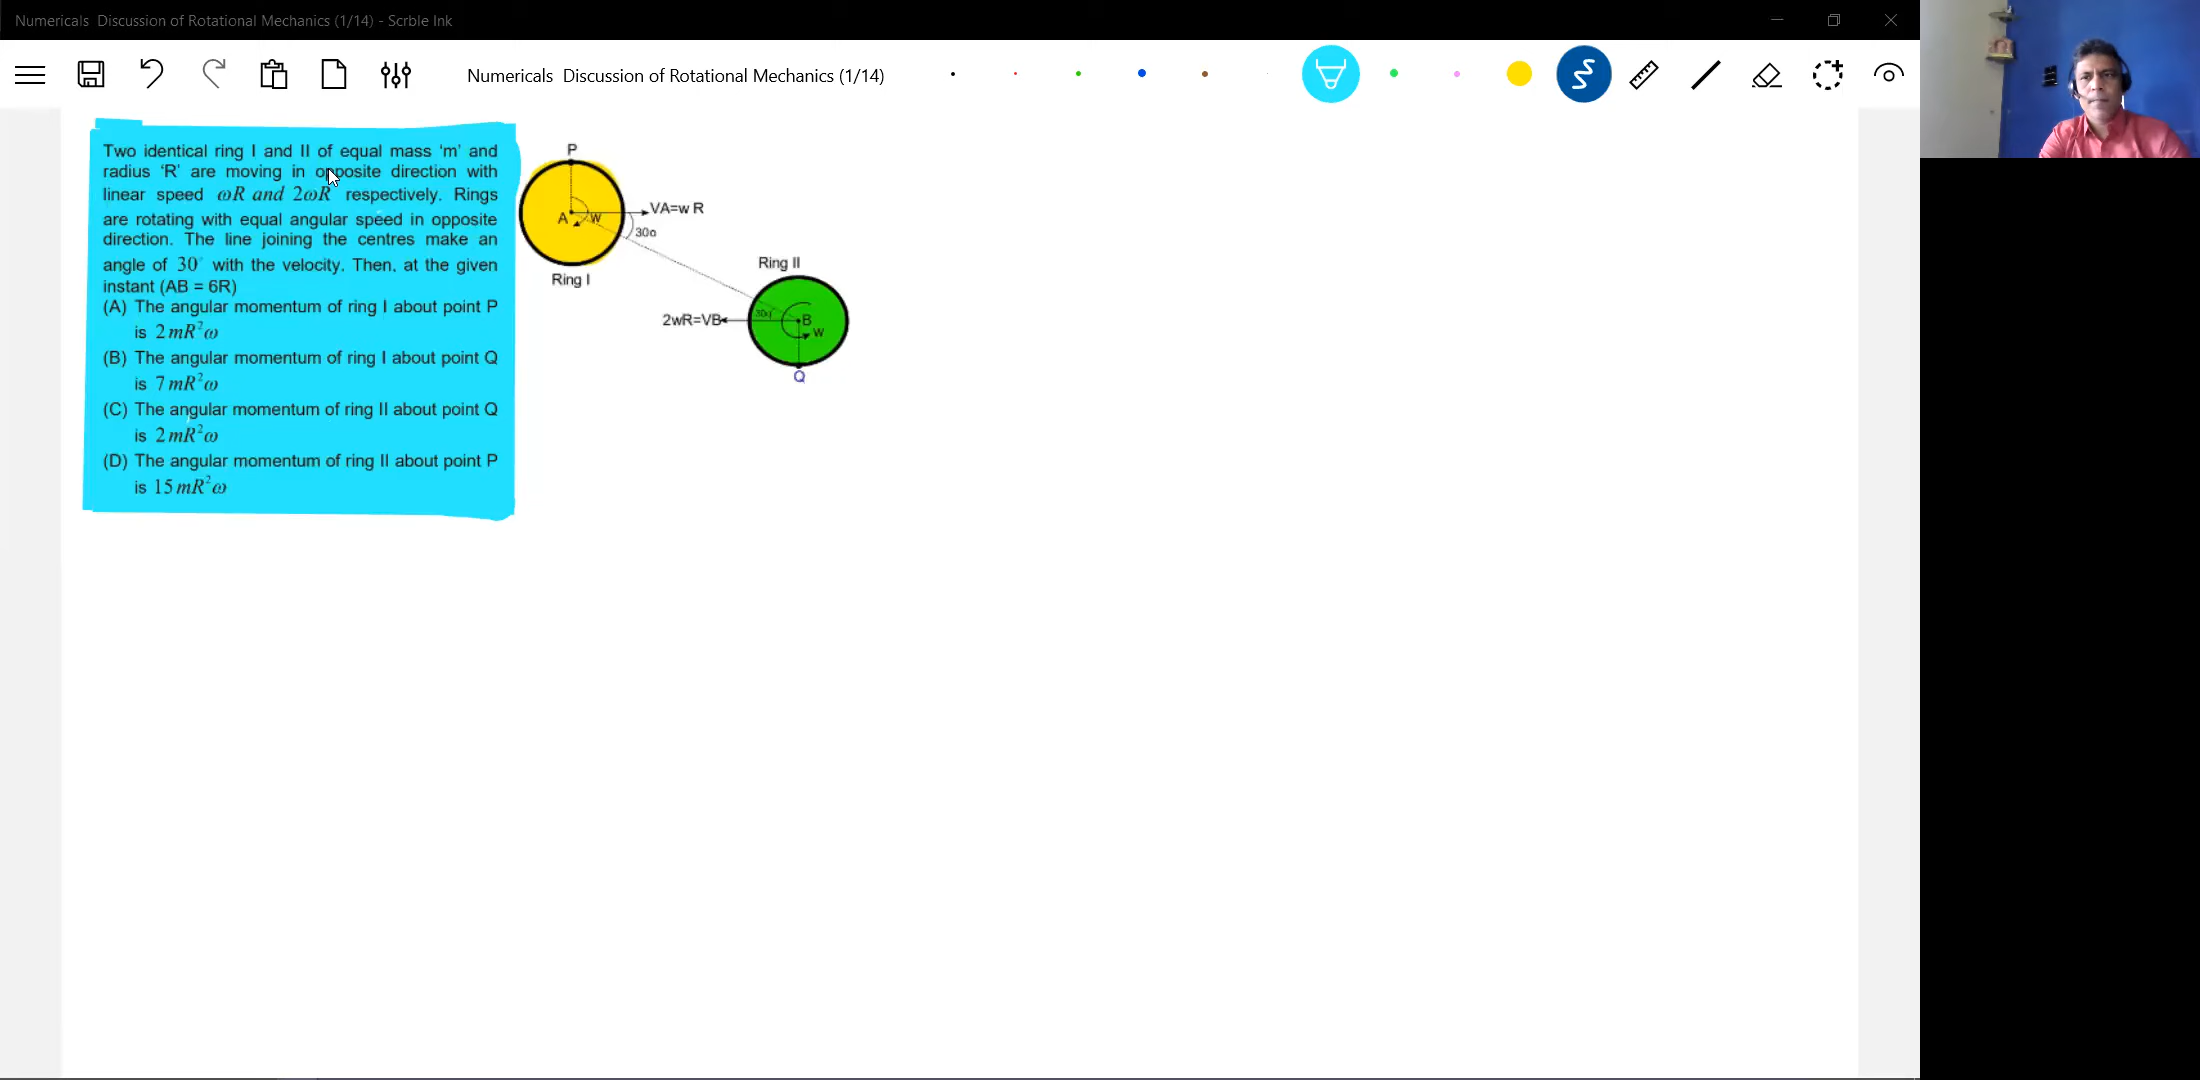 Numericals  Discussion of Rotational Mechanics (1/14) - Scrble Ink
Numericals  Discussion of Rotational Mechanics (1/14)
Two identical ring I and II of equal mass 'm' and
radius 'R' are moving in opposite direction with
linear speed ωR and 2ωR respectively. Rings
are rotating with equal angular speed in opposite
direction. The line joining the centres make an
angle of 30° with the velocity. Then, at the given
instant (AB = 6R)
(A) The angular momentum of ring I about point P
is 2mR²ω
(B) The angular momentum of ring I about point Q
is 7mR²ω
(C) The angular momentum of ring II about point Q
is 2mR²ω
(D) The angular momentum of ring II about point P
is 15mR²ω
P
A
w
VA=w R
30o
Ring I
Ring II
2wR=VB
30o
B
w
Q